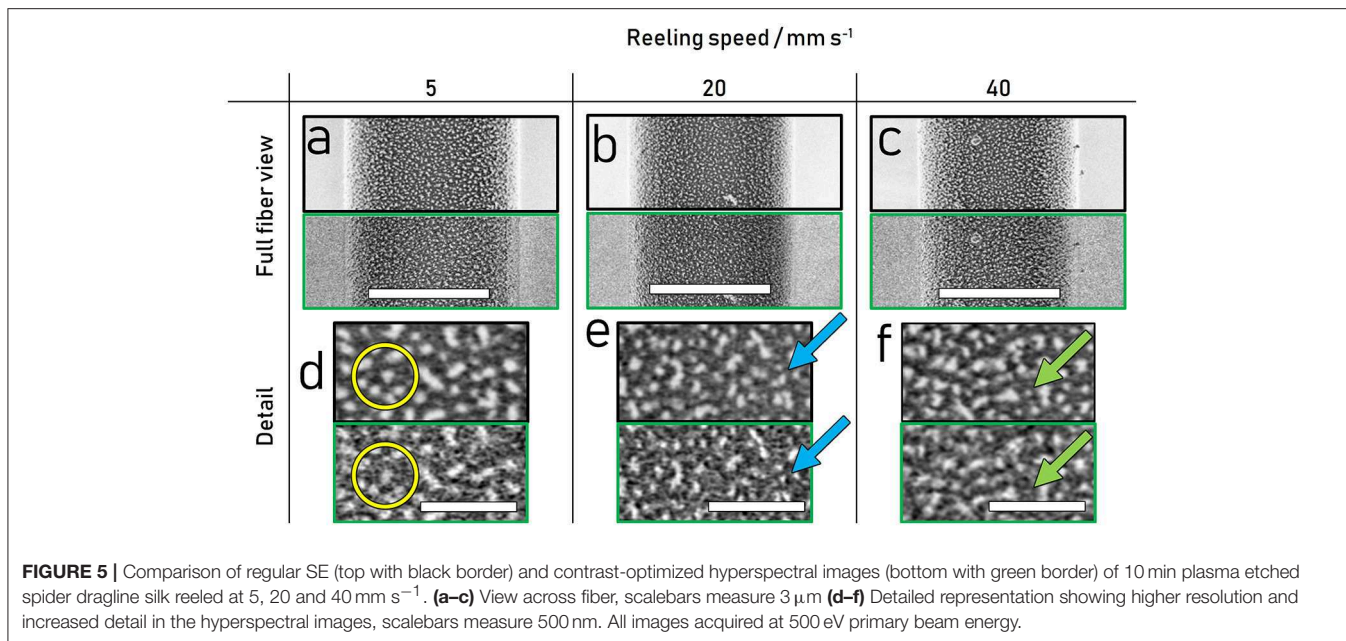 Reeling speed / mm s-1
5
20
40
Full fiber view
a
b
c
Detail
d
e
f
FIGURE 5 | Comparison of regular SE (top with black border) and contrast-optimized hyperspectral images (bottom with green border) of 10 min plasma etched
spider dragline silk reeled at 5, 20 and 40 mm s−1. (a–c) View across fiber, scalebars measure 3 μm (d–f) Detailed representation showing higher resolution and
increased detail in the hyperspectral images, scalebars measure 500 nm. All images acquired at 500 eV primary beam energy.